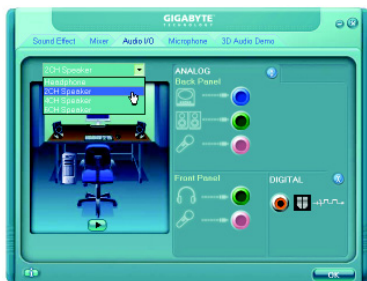 GIGABYTE
TECHNOLOGY
Sound Effect Mixer Audio I/O Microphone 3D Audio Demo
2CH Speaker
Headphone
2CH Speaker
4CH Speaker
6CH Speaker
ANALOG
Back Panel
Front Panel
DIGITAL
OK